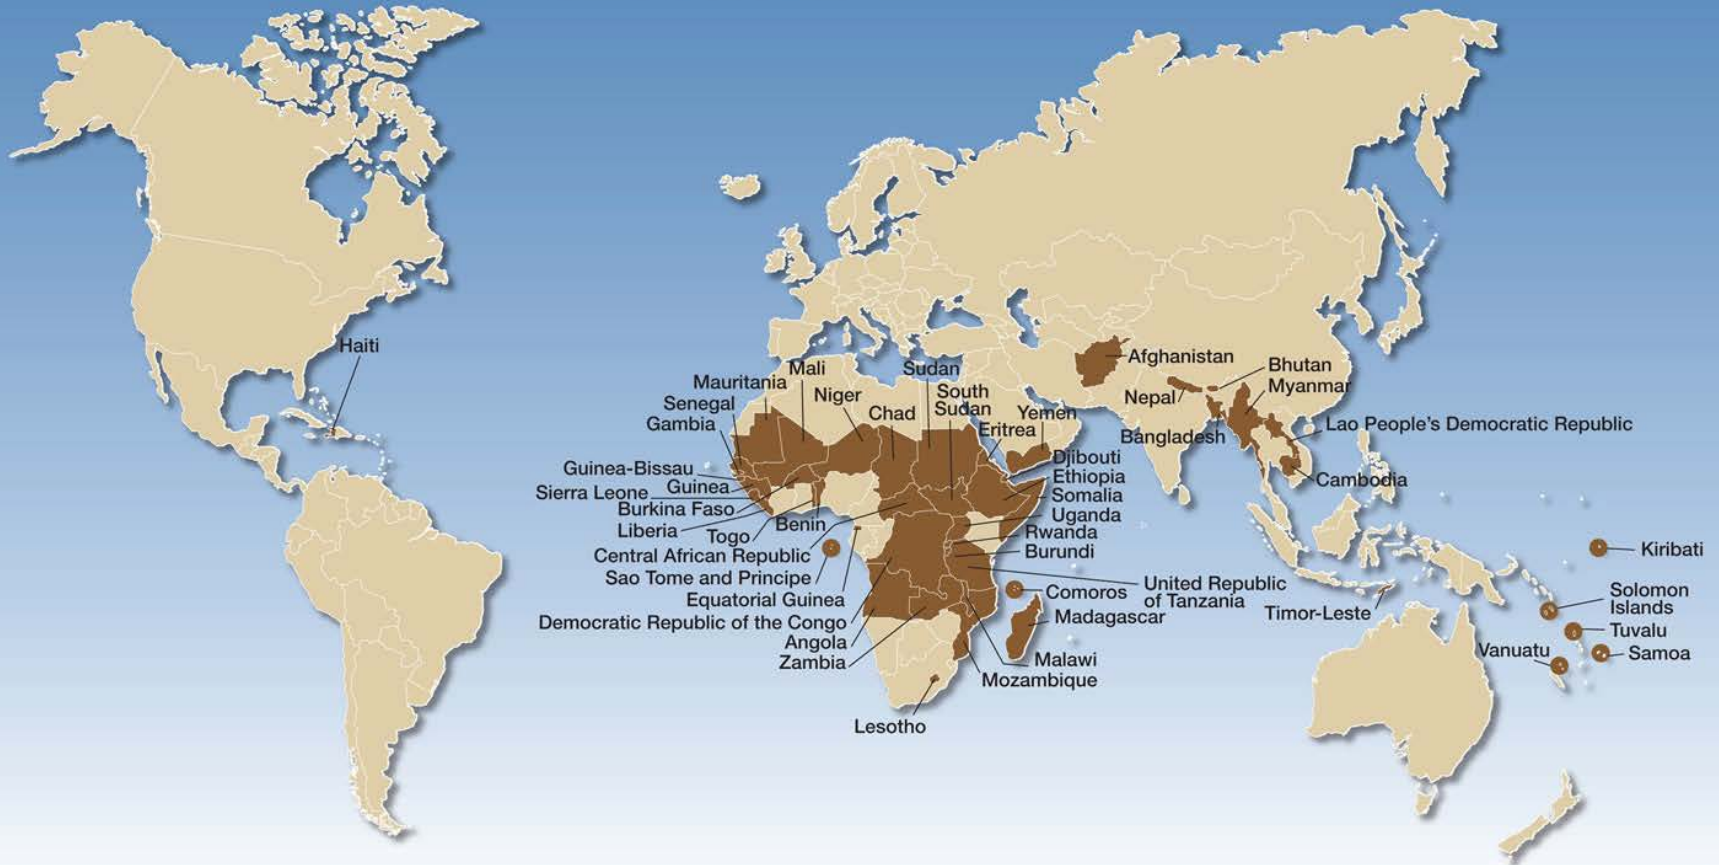 Haiti
Mali
Mauritania
Senegal
Gambia
Niger
Chad
Sudan
South
Sudan
Eritrea
Yemen
Guinea-Bissau
Guinea
Sierra Leone
Burkina Faso
Liberia
Togo
Benin
Central African Republic
Sao Tome and Principe
Equatorial Guinea
Democratic Republic of the Congo
Angola
Zambia
Lesotho
Djibouti
Ethiopia
Somalia
Uganda
Rwanda
Burundi
United Republic
of Tanzania
Comoros
Madagascar
Malawi
Mozambique
Afghanistan
Nepal
Bhutan
Myanmar
Bangladesh
Lao People's Democratic Republic
Cambodia
Timor-Leste
Kiribati
Solomon
Islands
Tuvalu
Vanuatu
Samoa